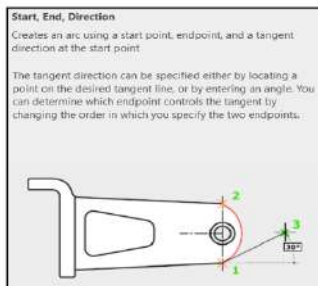 Start, End, Direction
Creates an arc using a start point, endpoint, and a tangent
direction at the start point
The tangent direction can be specified either by locating a
point on the desired tangent line, or by entering an angle. You
can determine which endpoint controls the tangent by
changing the order in which you specify the two endpoints.
2
3
30°
1